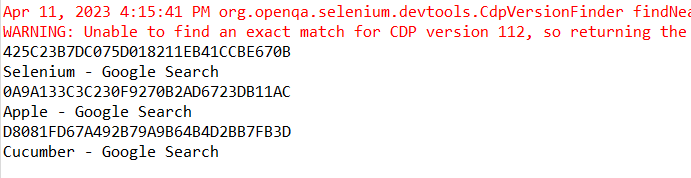 Apr 11, 2023 4:15:41 PM org.openqa.selenium.devtools.CdpVersionFinder findNea
WARNING: Unable to find an exact match for CDP version 112, so returning the
425C23B7DC075D018211EB41CCBE670B
Selenium - Google Search
0A9A133C3C230F9270B2AD6723DB11AC
Apple - Google Search
D8081FD67A492B79A9B64B4D2BB7FB3D
Cucumber - Google Search